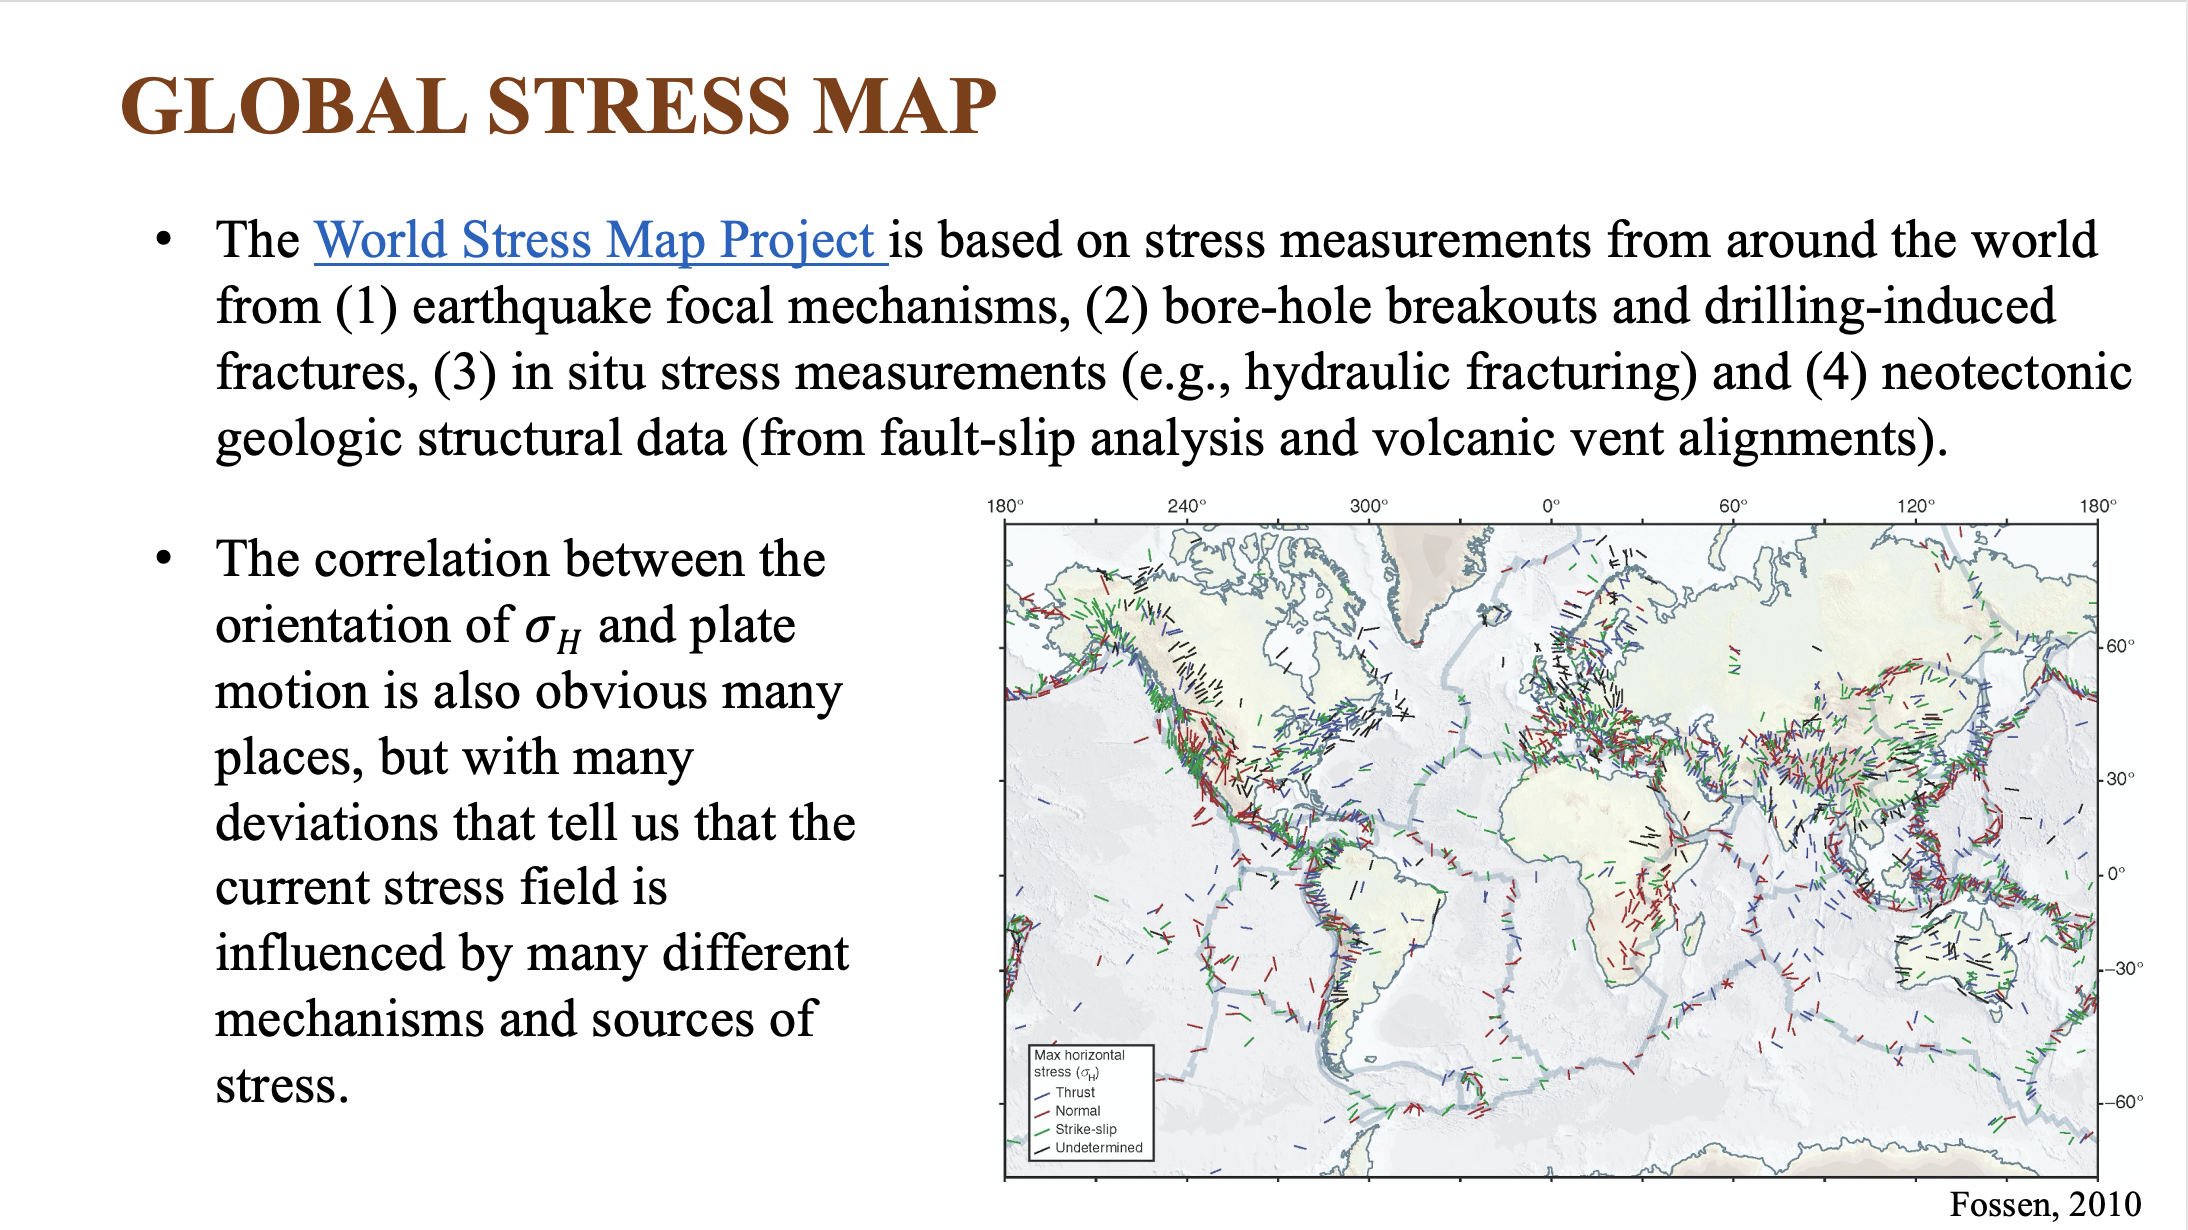 GLOBAL STRESS MAP
• The World Stress Map Project is based on stress measurements from around the world
from (1) earthquake focal mechanisms, (2) bore-hole breakouts and drilling-induced
fractures, (3) in situ stress measurements (e.g., hydraulic fracturing) and (4) neotectonic
geologic structural data (from fault-slip analysis and volcanic vent alignments).
• The correlation between the
orientation of σH and plate
motion is also obvious many
places, but with many
deviations that tell us that the
current stress field is
influenced by many different
mechanisms and sources of
stress.
180° 240° 300° 0° 60° 120° 180°
60°
30°
0°
–30°
–60°
Max horizontal
stress (σH)
Thrust
Normal
Strike-slip
Undetermined
Fossen, 2010